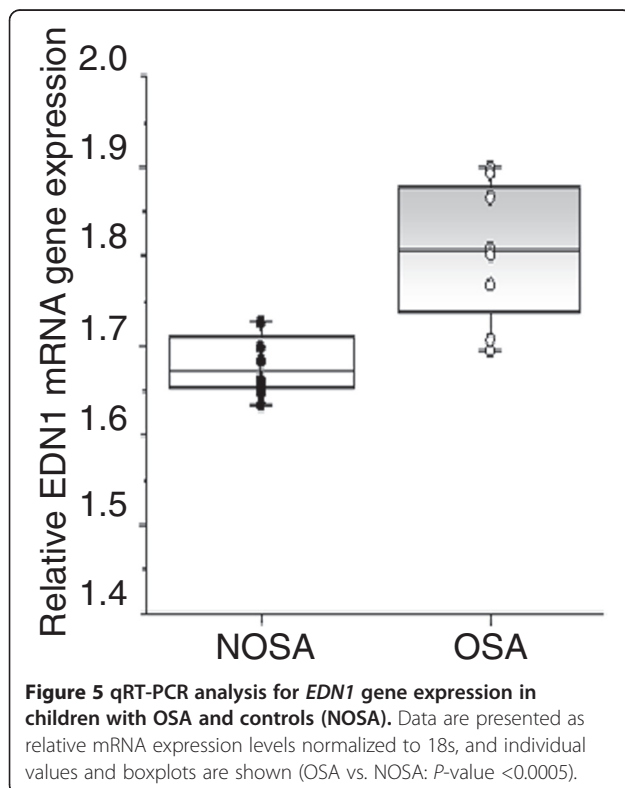 Relative EDN1 mRNA gene expression
2.0
1.9
1.8
1.7
1.6
1.5
1.4
NOSA OSA
Figure 5 qRT-PCR analysis for EDN1 gene expression in
children with OSA and controls (NOSA). Data are presented as
relative mRNA expression levels normalized to 18s, and individual
values and boxplots are shown (OSA vs. NOSA: P-value <0.0005).